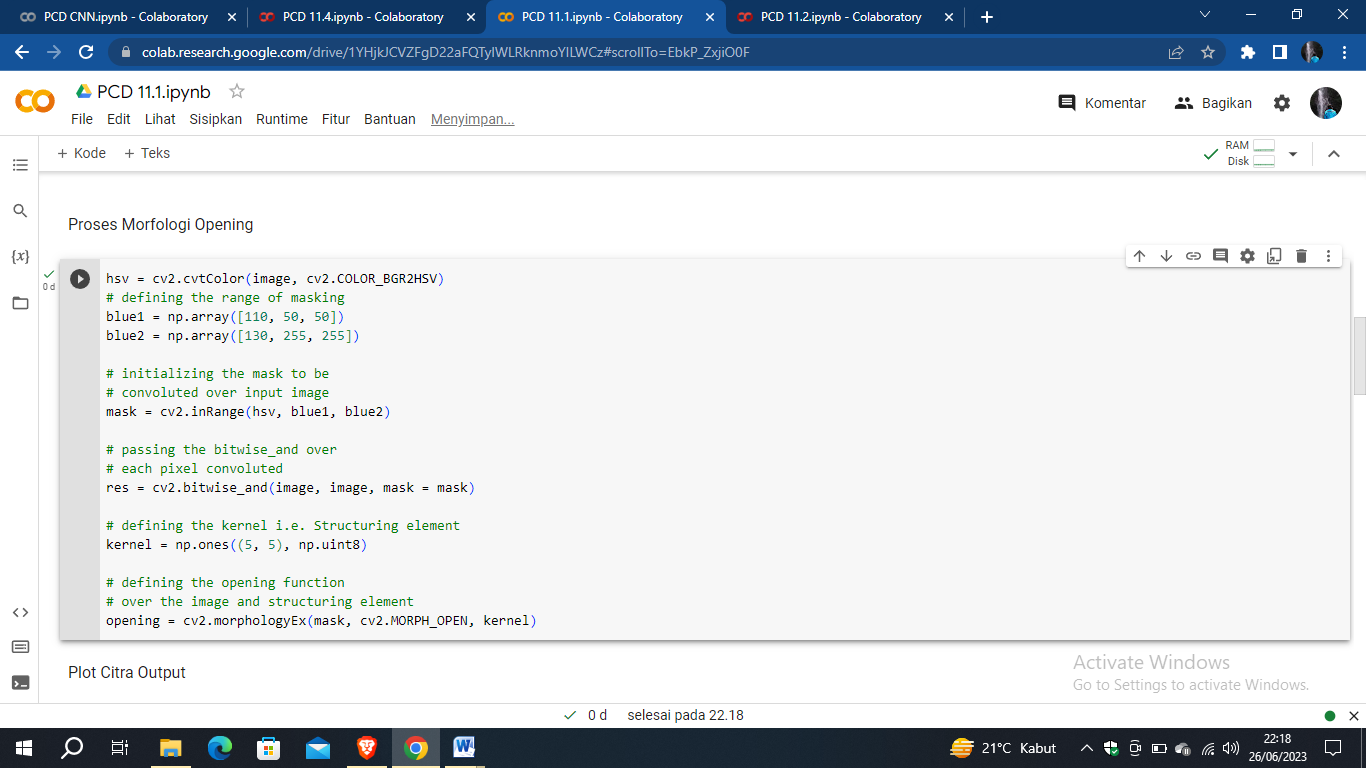 PCD CNN.ipynb - Colaboratory
PCD 11.4.ipynb - Colaboratory
PCD 11.1.ipynb - Colaboratory
PCD 11.2.ipynb - Colaboratory
colab.research.google.com/drive/1YHjkJCVZFgD22aFQTyIWLRknmoYILWCz#scrollTo=EbkP_ZxjiO0F
PCD 11.1.ipynb
Komentar
Bagikan
File Edit Lihat Sisipkan Runtime Fitur Bantuan Menyimpan...
+ Kode + Teks
RAM
Disk
Proses Morfologi Opening
{x}
0 d
hsv = cv2.cvtColor(image, cv2.COLOR_BGR2HSV)
# defining the range of masking
blue1 = np.array([110, 50, 50])
blue2 = np.array([130, 255, 255])
# initializing the mask to be
# convoluted over input image
mask = cv2.inRange(hsv, blue1, blue2)
# passing the bitwise_and over
# each pixel convoluted
res = cv2.bitwise_and(image, image, mask = mask)
# defining the kernel i.e. Structuring element
kernel = np.ones((5, 5), np.uint8)
# defining the opening function
# over the image and structuring element
opening = cv2.morphologyEx(mask, cv2.MORPH_OPEN, kernel)
Plot Citra Output
Activate Windows
Go to Settings to activate Windows.
0 d selesai pada 22.18
21°C Kabut
22:18
26/06/2023